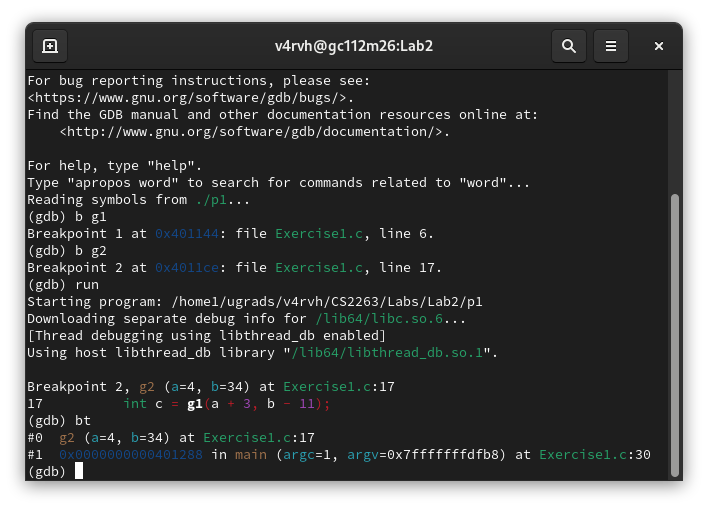 v4rvh@gc112m26:Lab2
For bug reporting instructions, please see:
<https://www.gnu.org/software/gdb/bugs/>.
Find the GDB manual and other documentation resources online at:
    <http://www.gnu.org/software/gdb/documentation/>.

For help, type "help".
Type "apropos word" to search for commands related to "word"...
Reading symbols from ./p1...
(gdb) b g1
Breakpoint 1 at 0x401144: file Exercise1.c, line 6.
(gdb) b g2
Breakpoint 2 at 0x4011ce: file Exercise1.c, line 17.
(gdb) run
Starting program: /home1/ugrads/v4rvh/CS2263/Labs/Lab2/p1
Downloading separate debug info for /lib64/libc.so.6...
[Thread debugging using libthread_db enabled]
Using host libthread_db library "/lib64/libthread_db.so.1".

Breakpoint 2, g2 (a=4, b=34) at Exercise1.c:17
17          int c = g1(a + 3, b - 11);
(gdb) bt
#0  g2 (a=4, b=34) at Exercise1.c:17
#1  0x0000000000401288 in main (argc=1, argv=0x7fffffffdfb8) at Exercise1.c:30
(gdb)